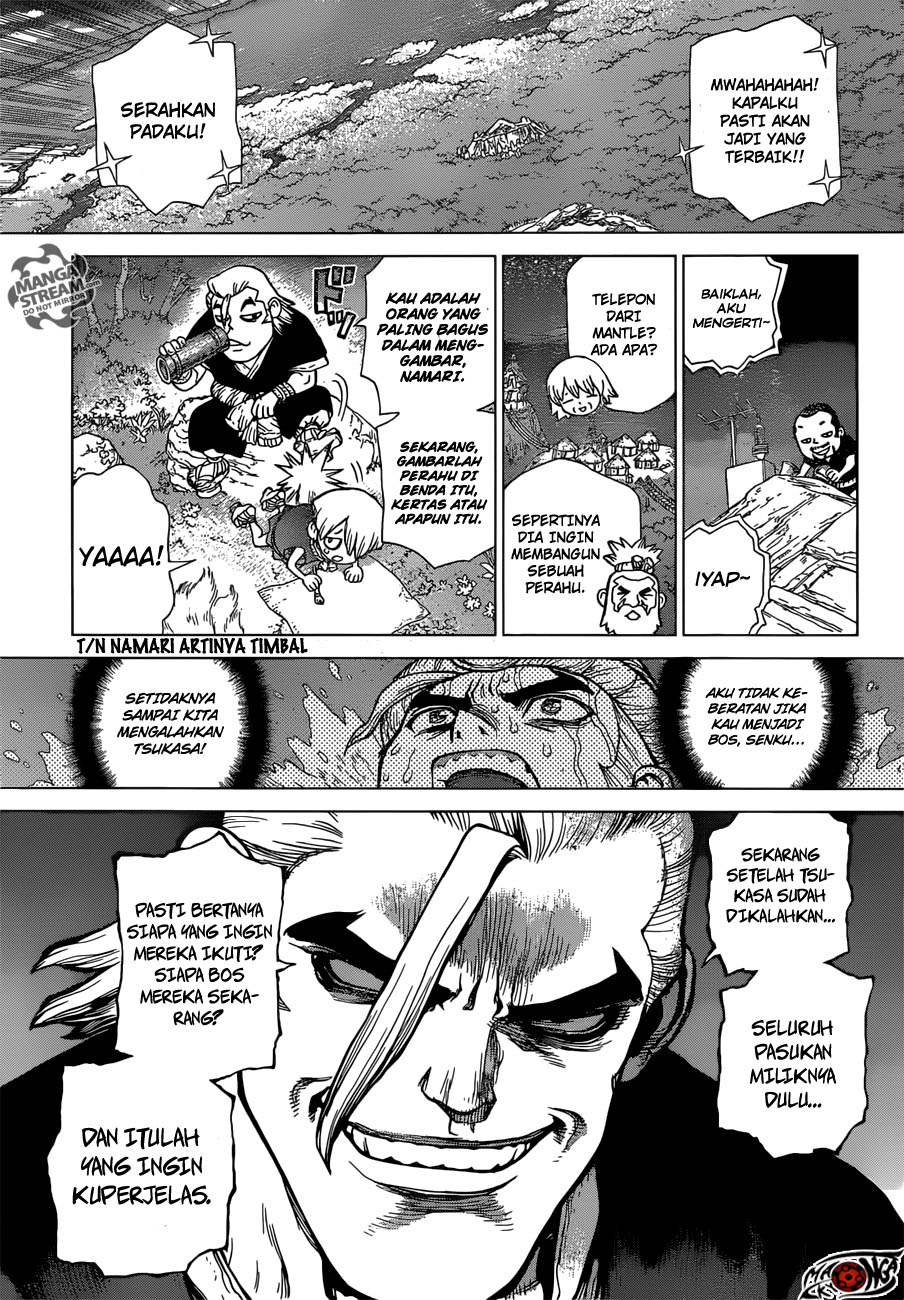 MWAHAHAHAH!
KAPALKU
PASTI AKAN
JADI YANG
TERBAIK!!
SERAHKAN
PADAKU!
BAIKLAH,
AKU
MENGERTI~
IYAP~
TELEPON
DARI
MANTLE?
ADA APA?
SEPERTINYA
DIA INGIN
MEMBANGUN
SEBUAH
PERAHU.
KAU ADALAH
ORANG YANG
PALING BAGUS
DALAM MENG-
GAMBAR,
NAMARI.
SEKARANG,
GAMBARLAH
PERAHU DI
BENDA ITU,
KERTAS ATAU
APAPUN ITU.
ドドッ
YAAAA!
MANGA
STREAM.com
DO NOT MIRROR
T/N NAMARI ARTINYA TIMBAL
AKU TIDAK KE-
BERATAN JIKA
KAU MENJADI
BOS, SENKU...
SETIDAKNYA
SAMPAI KITA
MENGALAHKAN
TSUKASA!
SEKARANG
SETELAH TSU-
KASA SUDAH
DIKALAHKAN...
SELURUH
PASUKAN
MILIKNYA
DULU...
PASTI BERTANYA
SIAPA YANG INGIN
MEREKA IKUTI?
SIAPA BOS
MEREKA SEKA-
RANG?
DAN ITULAH
YANG INGIN
KUPERJELAS.